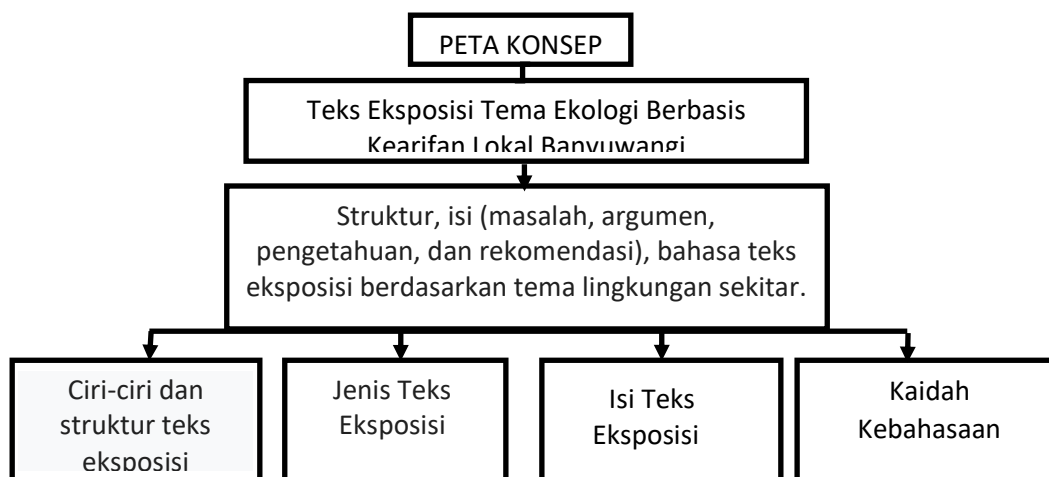 PETA KONSEP
Teks Eksposisi Tema Ekologi Berbasis
Kearifan Lokal Banyuwangi
Struktur, isi (masalah, argumen,
pengetahuan, dan rekomendasi), bahasa teks
eksposisi berdasarkan tema lingkungan sekitar.
Ciri-ciri dan
struktur teks
eksposisi
Jenis Teks
Eksposisi
Isi Teks
Eksposisi
Kaidah
Kebahasaan